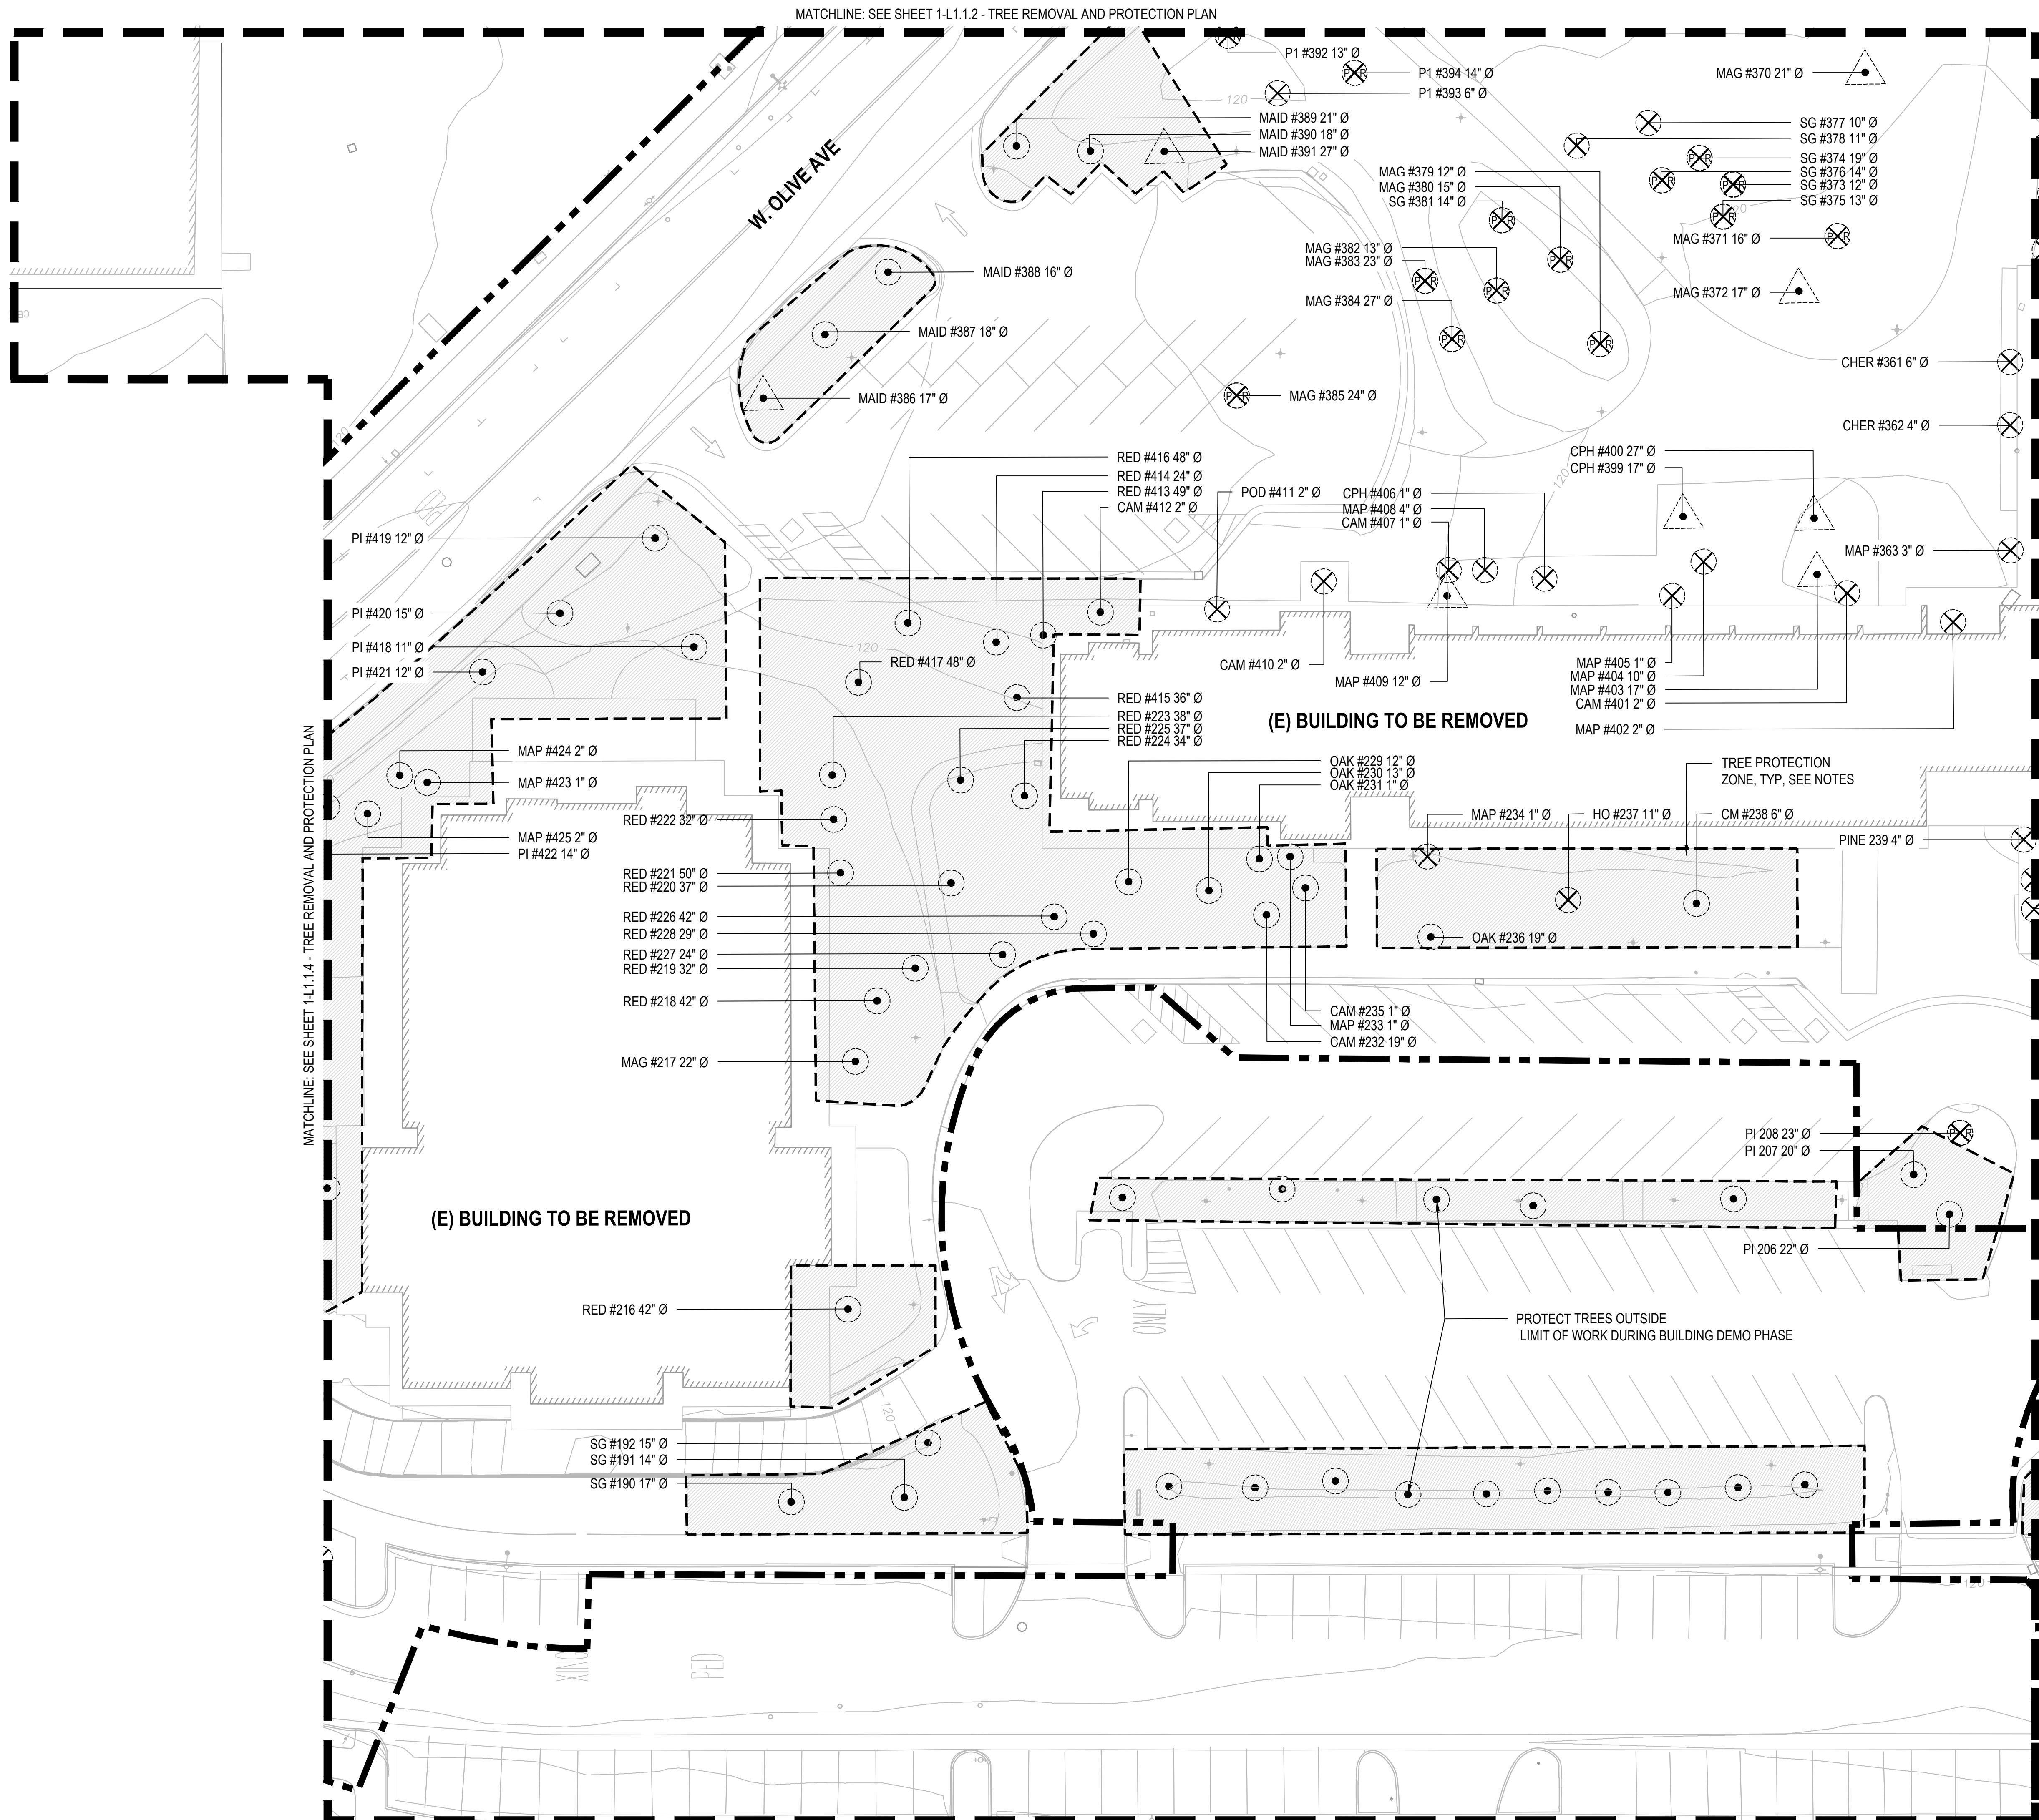 MATCHLINE: SEE SHEET 1-L1.1.2 - TREE REMOVAL AND PROTECTION PLAN
P1 #392 13" Ø
P1 #394 14" Ø
P1 #393 6" Ø
MAG #370 21" Ø
120
MAID #389 21" Ø
MAID #390 18" Ø
MAID #391 27" Ø
SG #377 10" Ø
SG #378 11" Ø
SG #374 19" Ø
SG #376 14" Ø
SG #373 12" Ø
SG #375 13" Ø
MAG #379 12" Ø
MAG #380 15" Ø
SG #381 14" Ø
W. OLIVE AVE
MAG #371 16" Ø
MAG #382 13" Ø
MAG #383 23" Ø
MAID #388 16" Ø
MAG #372 17" Ø
MAG #384 27" Ø
MAID #387 18" Ø
CHER #361 6" Ø
MAID #386 17" Ø
MAG #385 24" Ø
CHER #362 4" Ø
120
RED #416 48" Ø
RED #414 24" Ø
RED #413 49" Ø
CAM #412 2" Ø
POD #411 2" Ø
CPH #400 27" Ø
CPH #399 17" Ø
CPH #406 1" Ø
MAP #408 4" Ø
CAM #407 1" Ø
120
PI #419 12" Ø
MAP #363 3" Ø
PI #420 15" Ø
PI #418 11" Ø
PI #421 12" Ø
120
RED #417 48" Ø
CAM #410 2" Ø
MAP #409 12" Ø
MAP #405 1" Ø
MAP #404 10" Ø
MAP #403 17" Ø
CAM #401 2" Ø
MAP #402 2" Ø
RED #415 36" Ø
RED #223 38" Ø
RED #225 37" Ø
RED #224 34" Ø
(E) BUILDING TO BE REMOVED
MAP #424 2" Ø
MAP #423 1" Ø
OAK #229 12" Ø
OAK #230 13" Ø
OAK #231 1" Ø
TREE PROTECTION
ZONE, TYP, SEE NOTES
MATCHLINE: SEE SHEET 1-L1.1.4 - TREE REMOVAL AND PROTECTION PLAN
RED #222 32" Ø
MAP #234 1" Ø
HO #237 11" Ø
CM #238 6" Ø
MAP #425 2" Ø
PI #422 14" Ø
PINE 239 4" Ø
RED #221 50" Ø
RED #220 37" Ø
RED #226 42" Ø
RED #228 29" Ø
RED #227 24" Ø
RED #219 32" Ø
OAK #236 19" Ø
RED #218 42" Ø
CAM #235 1" Ø
MAP #233 1" Ø
CAM #232 19" Ø
MAG #217 22" Ø
PI 208 23" Ø
PI 207 20" Ø
(E) BUILDING TO BE REMOVED
PI 206 22" Ø
RED #216 42" Ø
ONLY
PROTECT TREES OUTSIDE
LIMIT OF WORK DURING BUILDING DEMO PHASE
120
SG #192 15" Ø
SG #191 14" Ø
SG #190 17" Ø
120